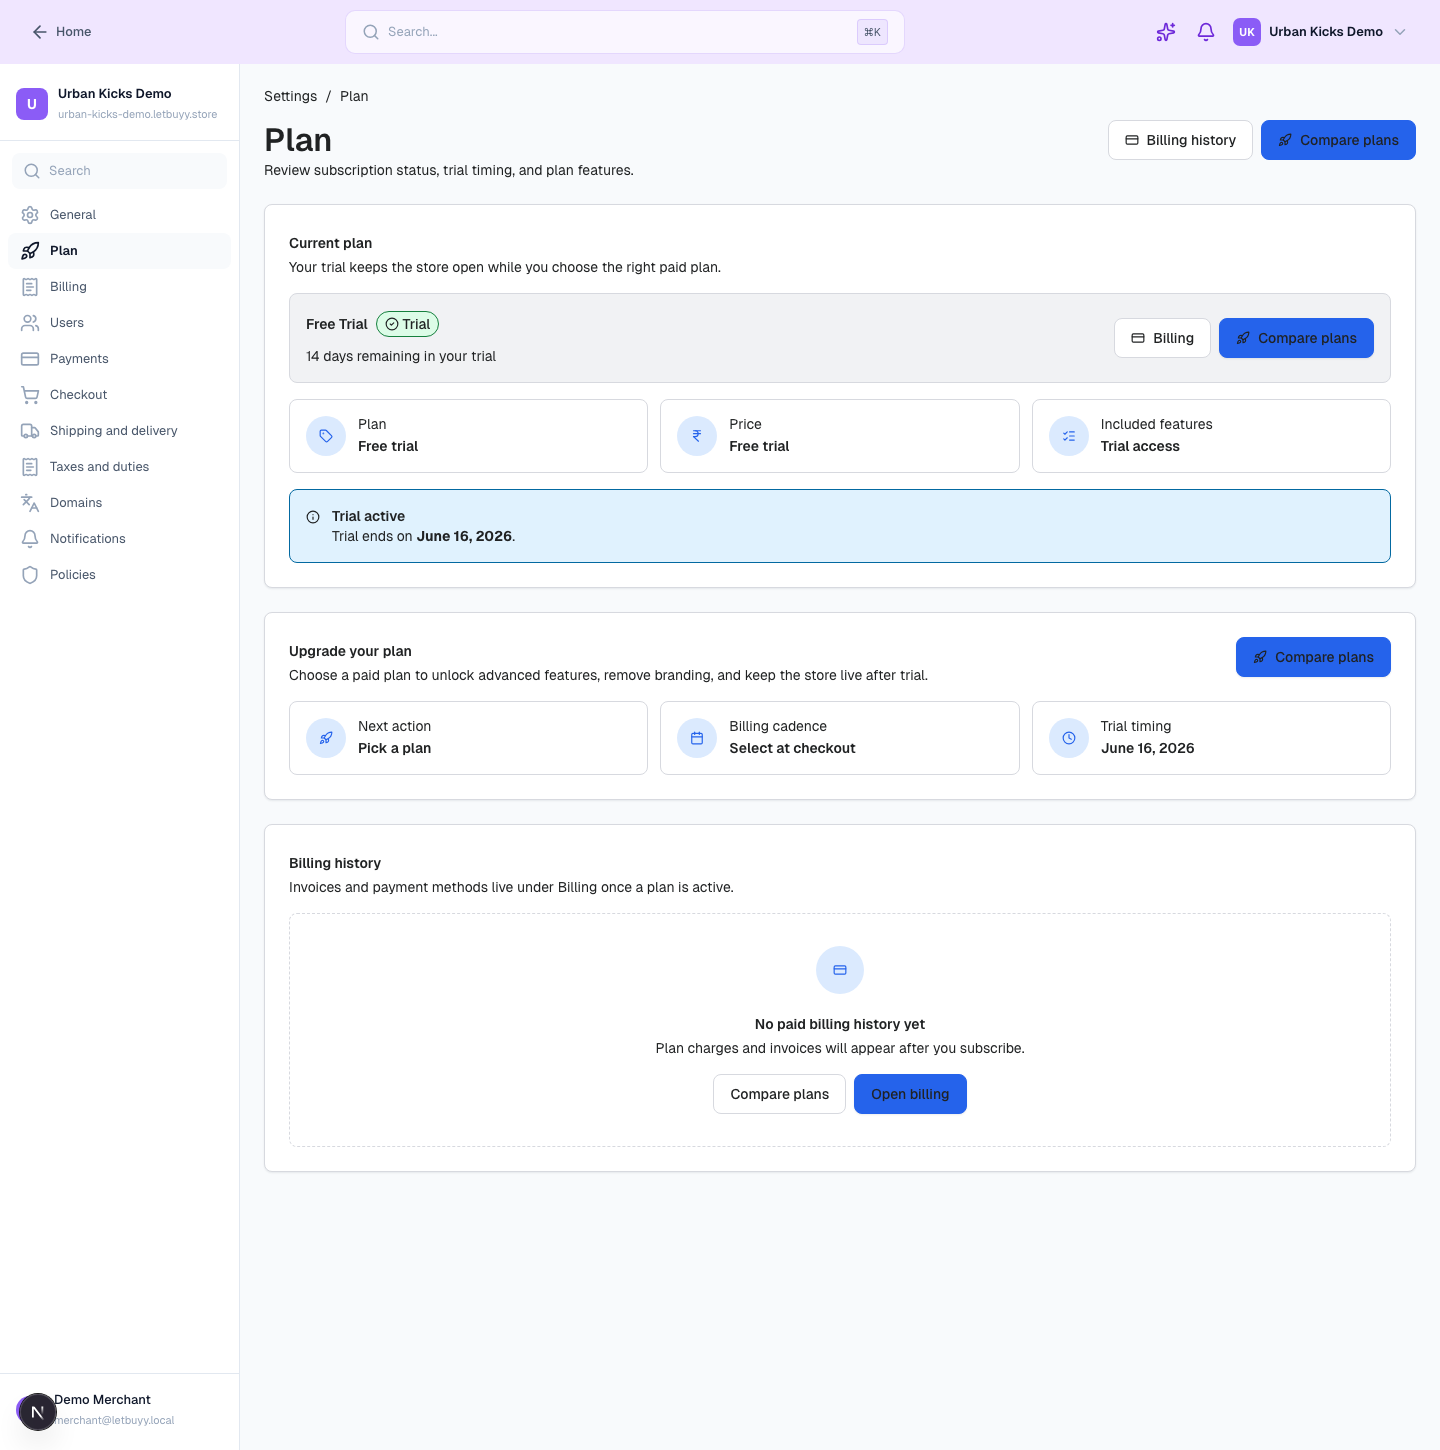 Home
Search...
⌘K
UK
Urban Kicks Demo
U
Urban Kicks Demo
urban-kicks-demo.letbuyy.store
Search
General
Plan
Billing
Users
Payments
Checkout
Shipping and delivery
Taxes and duties
Domains
Notifications
Policies
Demo Merchant
merchant@letbuyy.local
N
Settings / Plan
Plan
Review subscription status, trial timing, and plan features.
Billing history
Compare plans
Current plan
Your trial keeps the store open while you choose the right paid plan.
Free Trial
Trial
14 days remaining in your trial
Billing
Compare plans
Plan
Free trial
₹
Price
Free trial
Included features
Trial access
Trial active
Trial ends on June 16, 2026.
Upgrade your plan
Choose a paid plan to unlock advanced features, remove branding, and keep the store live after trial.
Compare plans
Next action
Pick a plan
Billing cadence
Select at checkout
Trial timing
June 16, 2026
Billing history
Invoices and payment methods live under Billing once a plan is active.
No paid billing history yet
Plan charges and invoices will appear after you subscribe.
Compare plans
Open billing